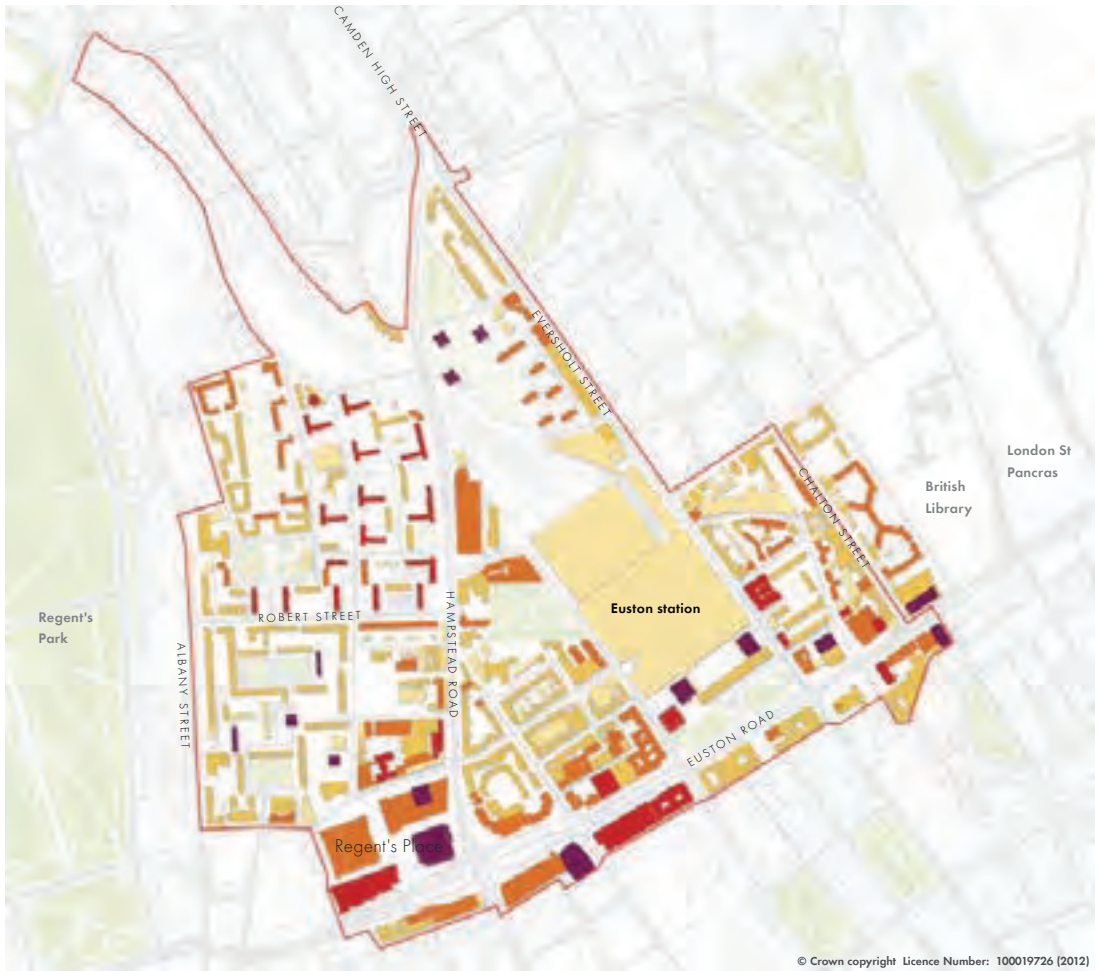 CAMDEN HIGH STREET
EVERSHOLT STREET
London St
Pancras
British
Library
CHALTON STREET
Euston station
Regent's
Park
ROBERT STREET
HAMPSTEAD ROAD
ALBANY STREET
EUSTON ROAD
Regent's Place
© Crown copyright Licence Number: 100019726 (2012)